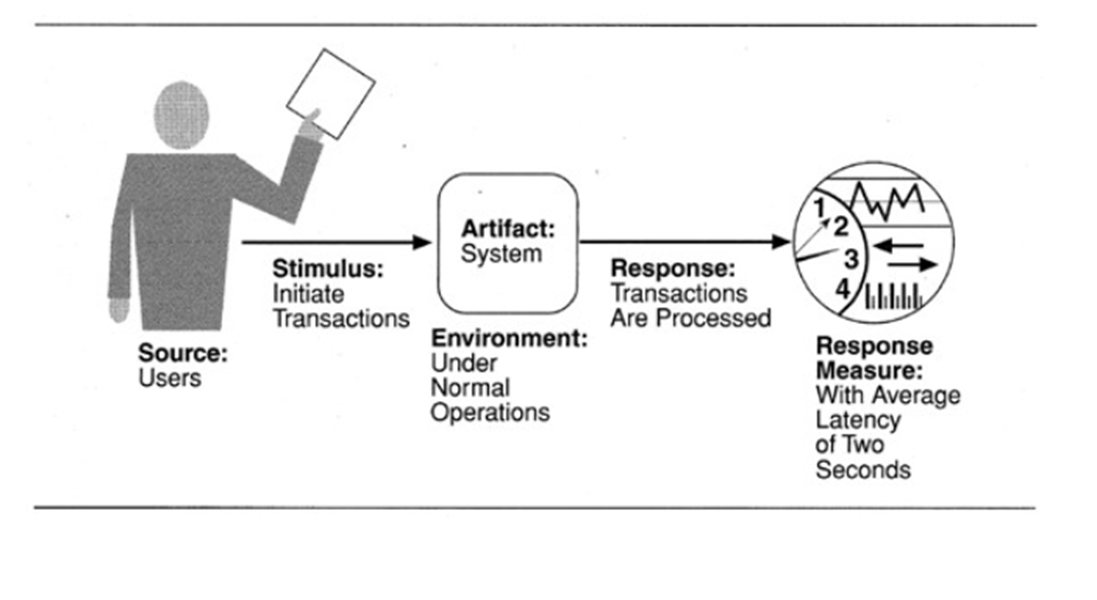 Source:
Users
Stimulus:
Initiate
Transactions
Artifact:
System
Environment:
Under
Normal
Operations
Response:
Transactions
Are Processed
1
2
3
4
Response
Measure:
With Average
Latency
of Two
Seconds